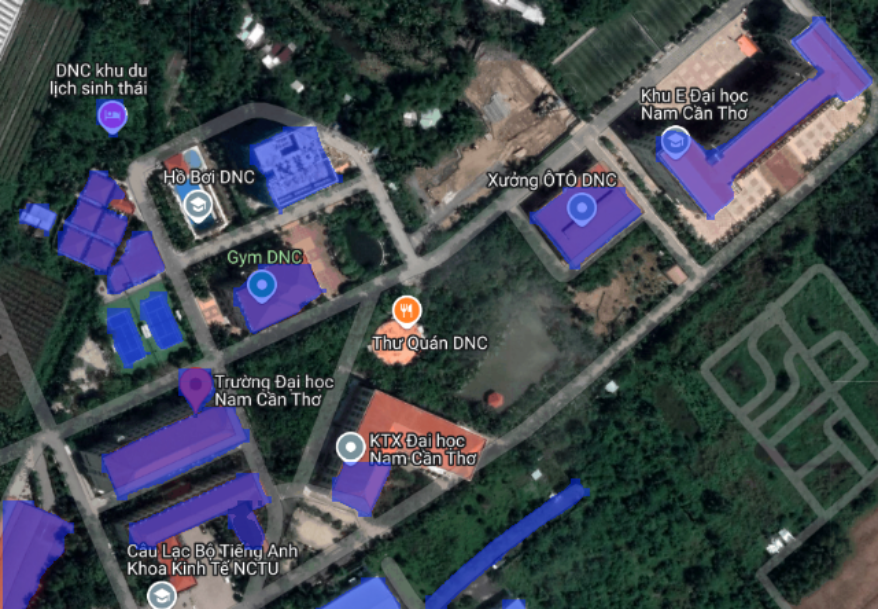 DNC khu du
lịch sinh thái
Khu E Đại học
Nam Cần Thơ
Hồ Bơi DNC
Xưởng ÔTÔ DNC
Gym DNC
Thư Quán DNC
Trường Đại học
Nam Cần Thơ
KTX Đại học
Nam Cần Thơ
Câu Lạc Bộ Tiếng Anh
Khoa Kinh Tế NCTU